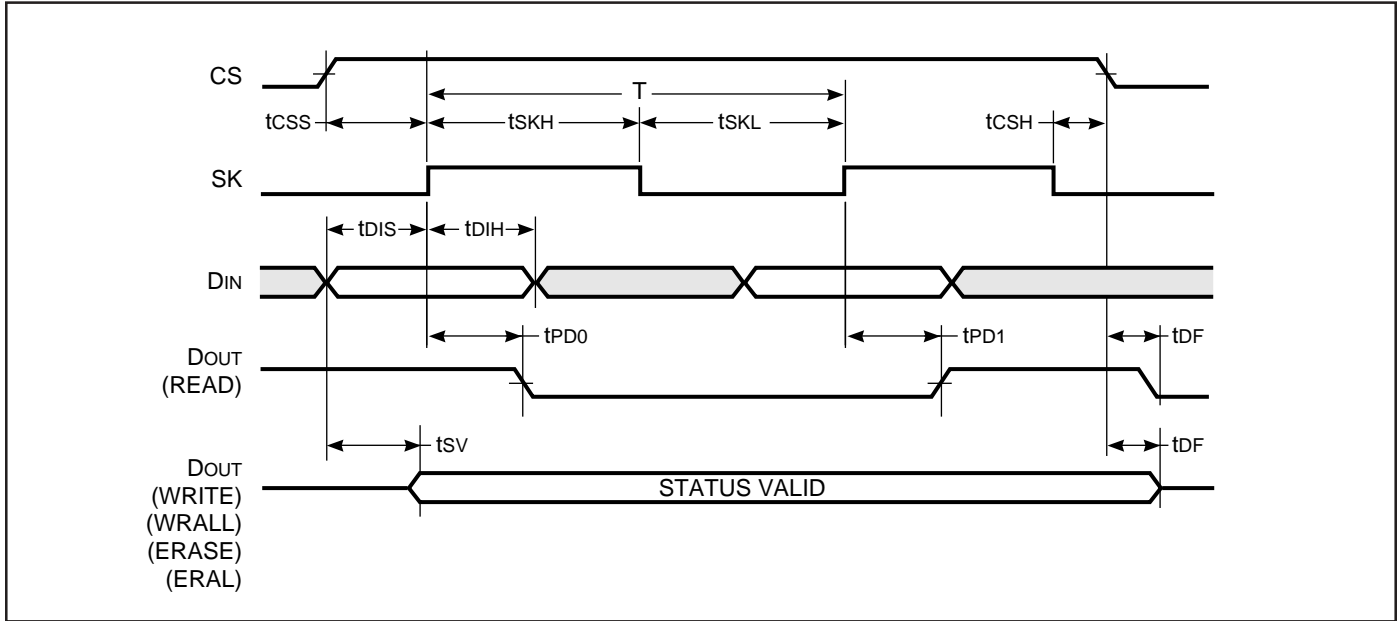 CS
T
tCSS
tSKH
tSKL
tCSH
SK
tDIS
tDIH
DIN
tPD0
tPD1
tDF
DOUT
(READ)
tSV
tDF
DOUT
(WRITE)
(WRALL)
(ERASE)
(ERAL)
STATUS VALID